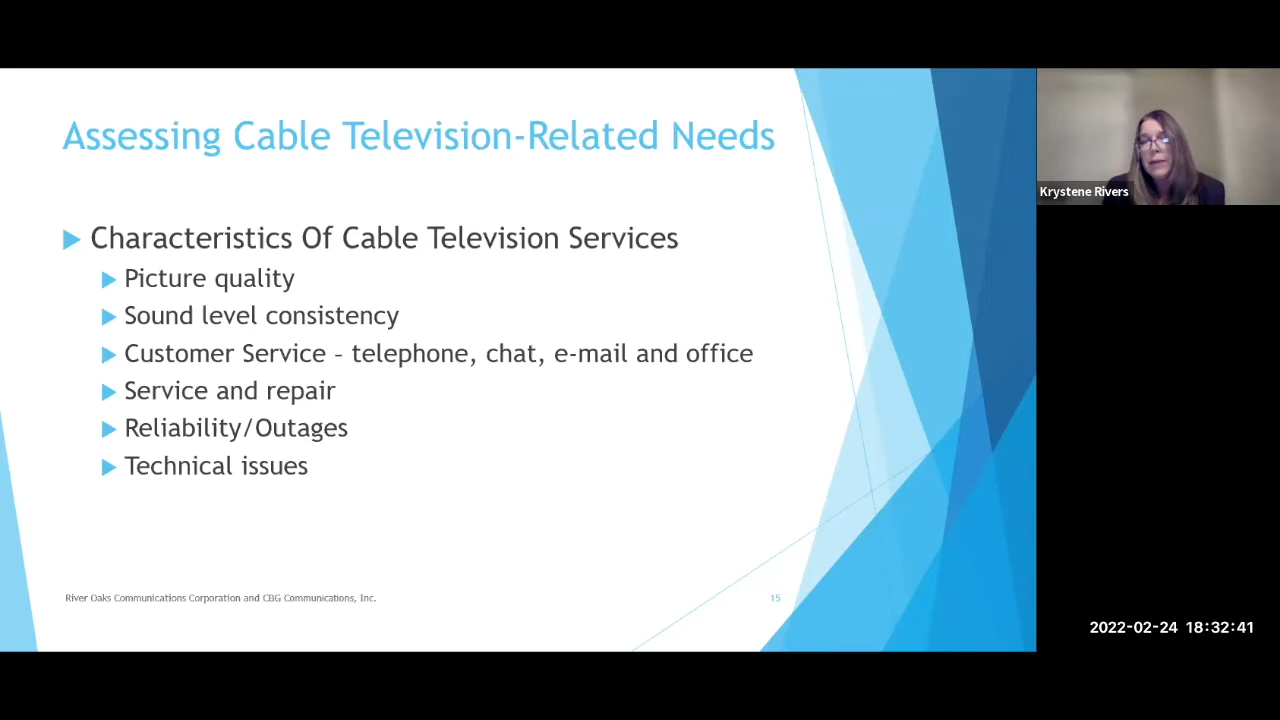 Assessing Cable Television-Related Needs
Characteristics Of Cable Television Services
Picture quality
Sound level consistency
Customer Service – telephone, chat, e-mail and office
Service and repair
Reliability/Outages
Technical issues
River Oaks Communications Corporation and CBG Communications, Inc.
15
Krystene Rivers
2022-02-24 18:32:41